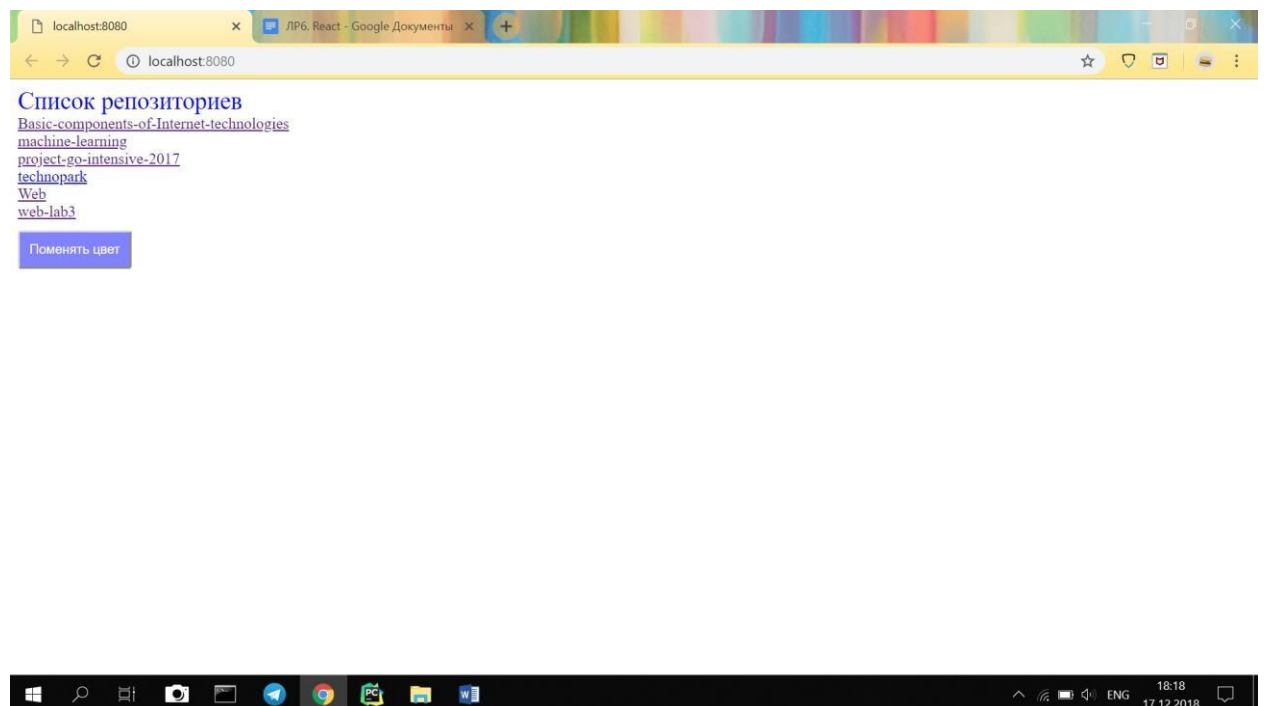 localhost:8080
ЛР6. React - Google Документы
localhost:8080
Список репозиториев
Basic-components-of-Internet-technologies
machine-learning
project-go-intensive-2017
technopark
Web
web-lab3
Поменять цвет
PC
W
ENG
18:18
17.12.2018